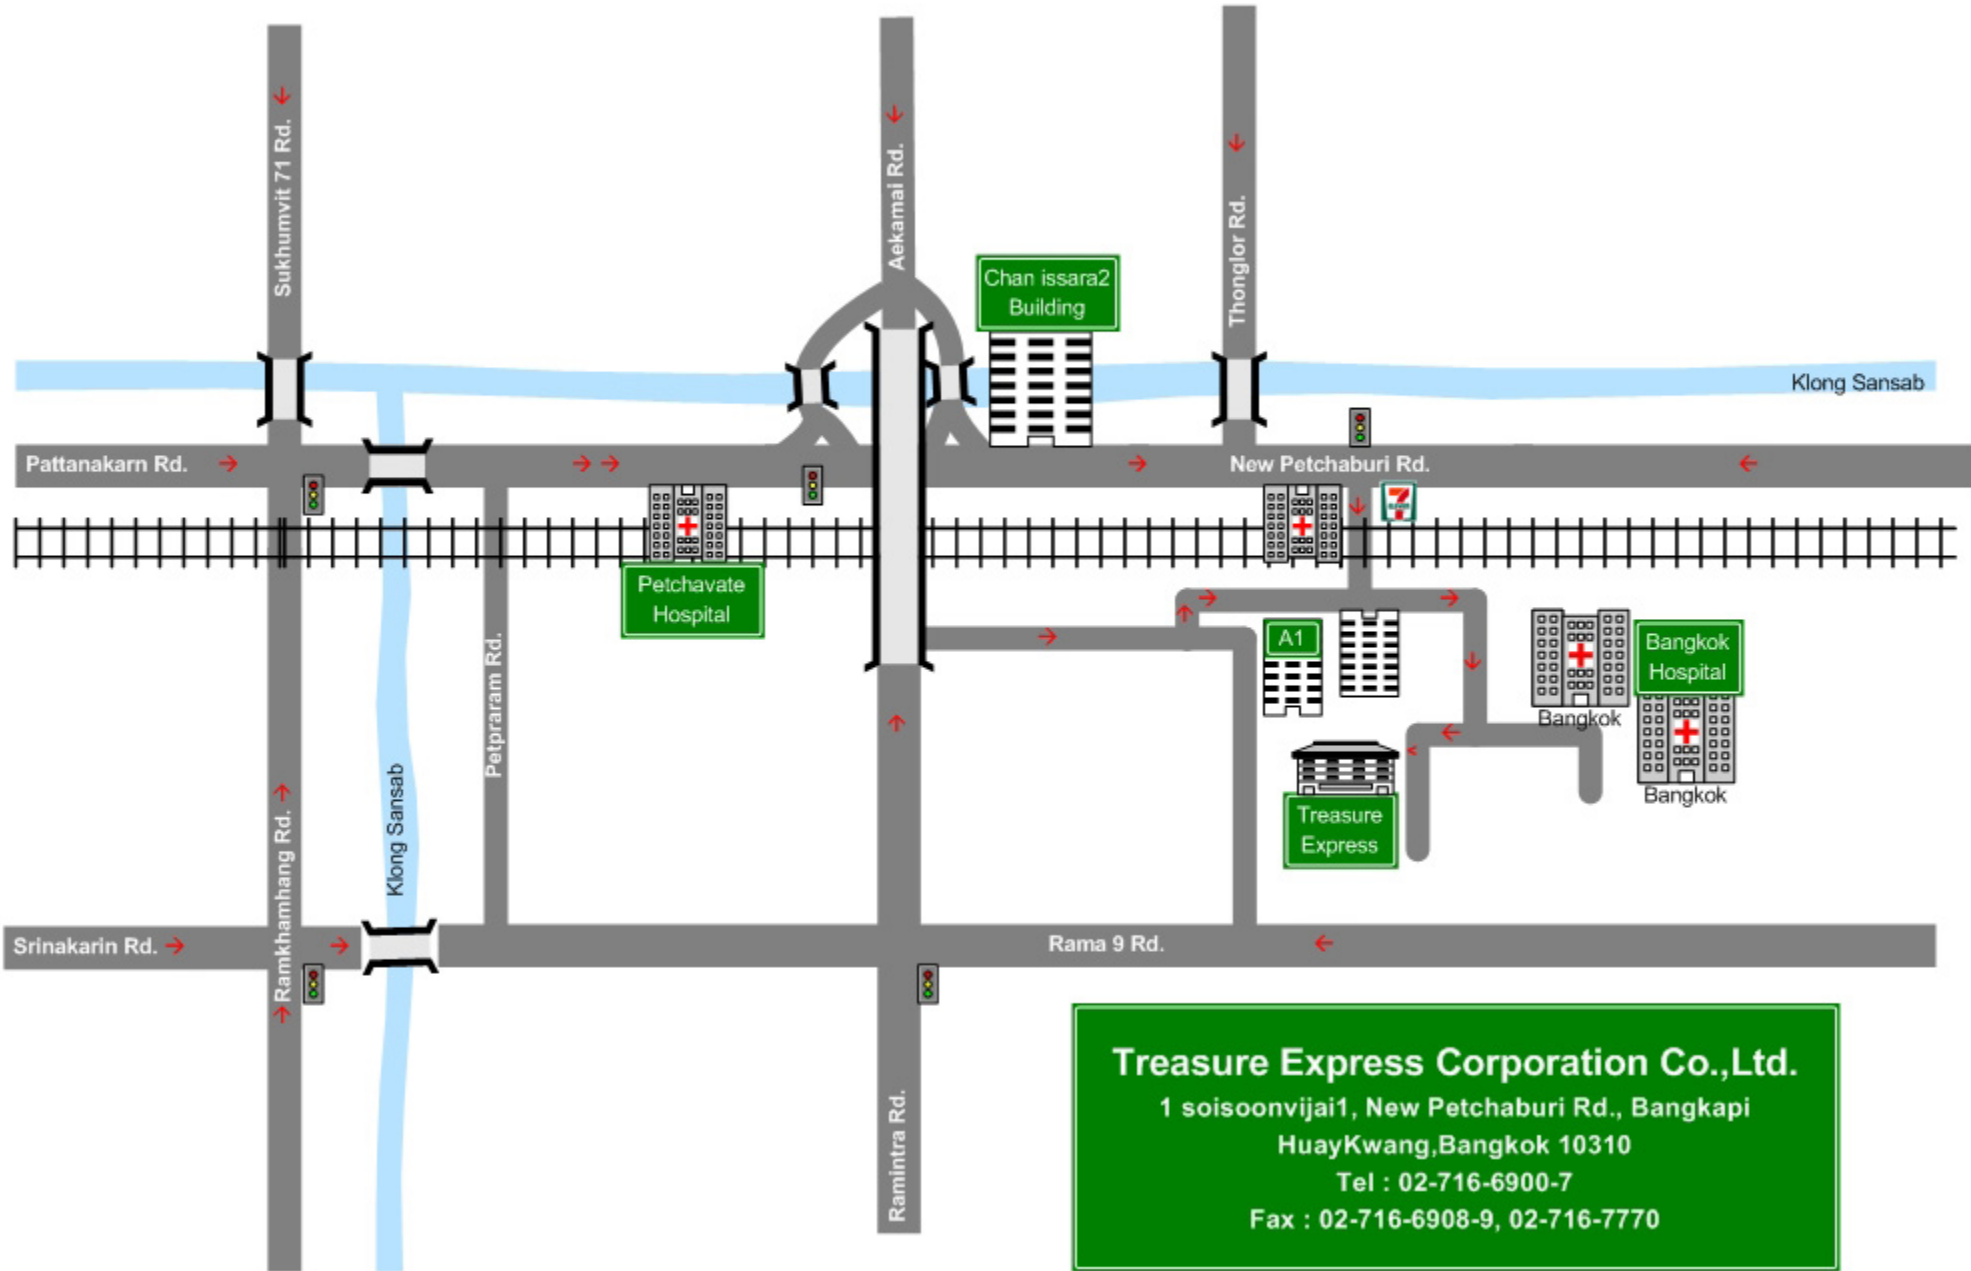 Sukhumvit 71 Rd.
Aekamai Rd.
Thonglor Rd.
Chan issara2
Building
Klong Sansab
Pattanakarn Rd.
New Petchaburi Rd.
7
Petchavate
Hospital
Petpraram Rd.
A1
Bangkok
Hospital
Bangkok
Bangkok
Treasure
Express
Klong Sansab
Ramkhamhang Rd.
Srinakarin Rd.
Rama 9 Rd.
Ramintra Rd.
Treasure Express Corporation Co.,Ltd.
1 soisoonvijai1, New Petchaburi Rd., Bangkapi
HuayKwang,Bangkok 10310
Tel : 02-716-6900-7
Fax : 02-716-6908-9, 02-716-7770